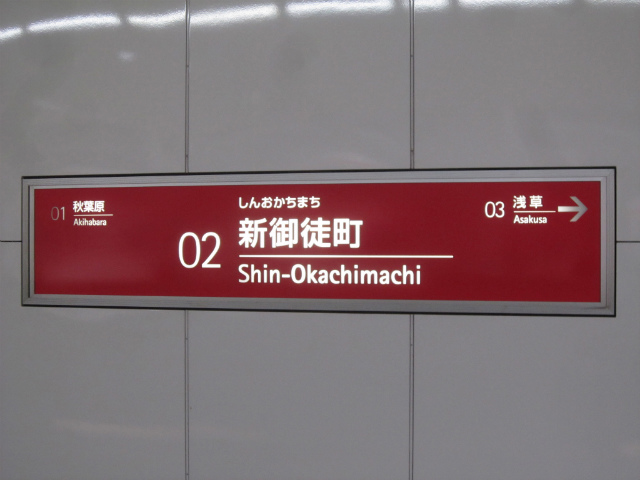 01 秋葉原
Akihabara
しんおかちまち
02 新御徒町
Shin-Okachimachi
03 浅草
Asakusa